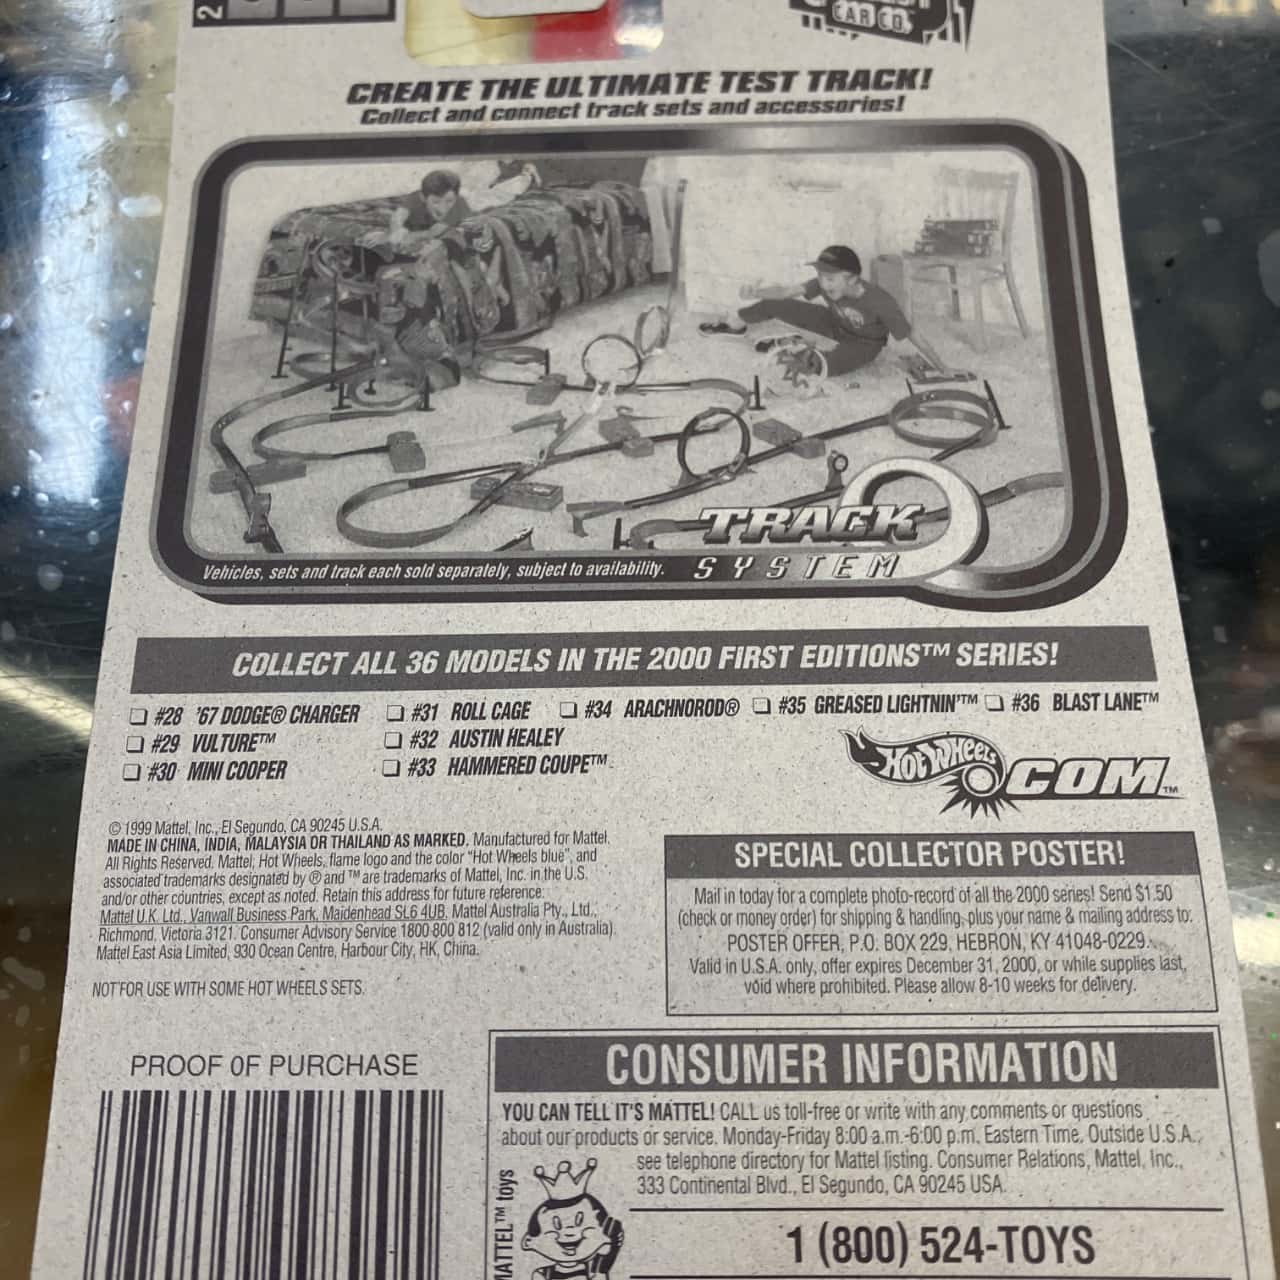 2
CAR CO.
CREATE THE ULTIMATE TEST TRACK!
Collect and connect track sets and accessories!
TRACK
SYSTEM
Vehicles, sets and track each sold separately, subject to availability.
COLLECT ALL 36 MODELS IN THE 2000 FIRST EDITIONS™ SERIES!
#28 '67 DODGE® CHARGER
#29 VULTURE™
#30 MINI COOPER
#31 ROLL CAGE
#32 AUSTIN HEALEY
#33 HAMMERED COUPE™
#34 ARACHNOROD®
#35 GREASED LIGHTNIN'™
#36 BLAST LANE™
Hot Wheels .COM™
© 1999 Mattel, Inc., El Segundo, CA 90245 U.S.A.
MADE IN CHINA, INDIA, MALAYSIA OR THAILAND AS MARKED. Manufactured for Mattel.
All Rights Reserved. Mattel, Hot Wheels, flame logo and the color "Hot Wheels blue", and
associated trademarks designated by ® and ™ are trademarks of Mattel, Inc. in the U.S.
and/or other countries, except as noted. Retain this address for future reference:
Mattel U.K. Ltd., Vanwall Business Park, Maidenhead SL6 4UB. Mattel Australia Pty., Ltd.,
Richmond, Victoria 3121. Consumer Advisory Service 1800 800 812 (valid only in Australia).
Mattel East Asia Limited, 930 Ocean Centre, Harbour City, HK, China.
NOT FOR USE WITH SOME HOT WHEELS SETS.
SPECIAL COLLECTOR POSTER!
Mail in today for a complete photo-record of all the 2000 series! Send $1.50
(check or money order) for shipping & handling, plus your name & mailing address to:
POSTER OFFER, P.O. BOX 229, HEBRON, KY 41048-0229.
Valid in U.S.A. only, offer expires December 31, 2000, or while supplies last,
void where prohibited. Please allow 8-10 weeks for delivery.
PROOF OF PURCHASE
CONSUMER INFORMATION
YOU CAN TELL IT'S MATTEL! CALL us toll-free or write with any comments or questions
about our products or service. Monday-Friday 8:00 a.m.-6:00 p.m. Eastern Time. Outside U.S.A.,
see telephone directory for Mattel listing. Consumer Relations, Mattel, Inc.,
333 Continental Blvd., El Segundo, CA 90245 USA.
MATTEL™ toys
1 (800) 524-TOYS